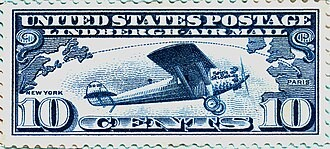 UNITED STATES POSTAGE
LINDBERGH AIR MAIL
NEW YORK
PARIS
10 CENTS 10